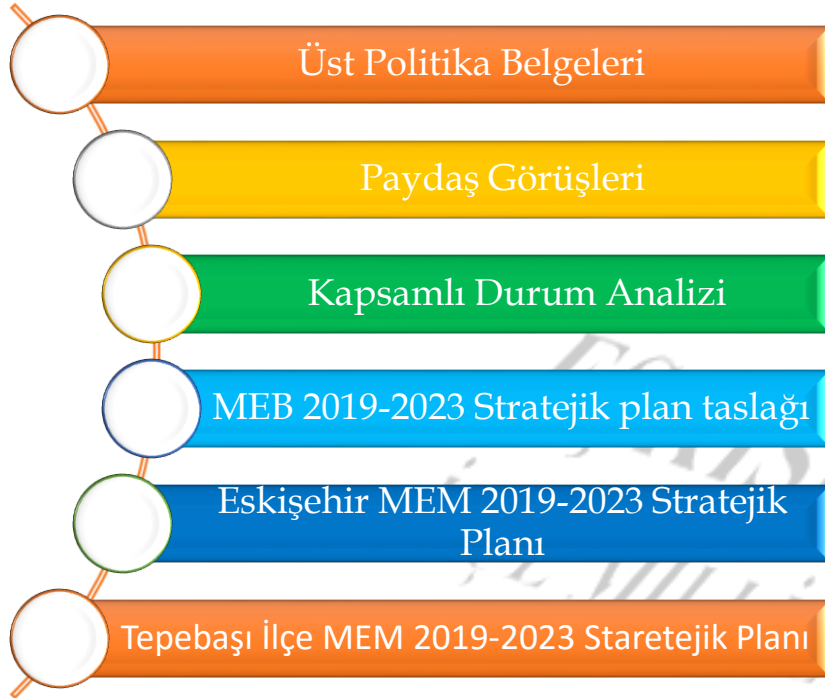 Üst Politika Belgeleri
Paydaş Görüşleri
Kapsamlı Durum Analizi
MEB 2019-2023 Stratejik plan taslağı
Eskişehir MEM 2019-2023 Stratejik
Planı
Tepebaşı İlçe MEM 2019-2023 Staretejik Planı